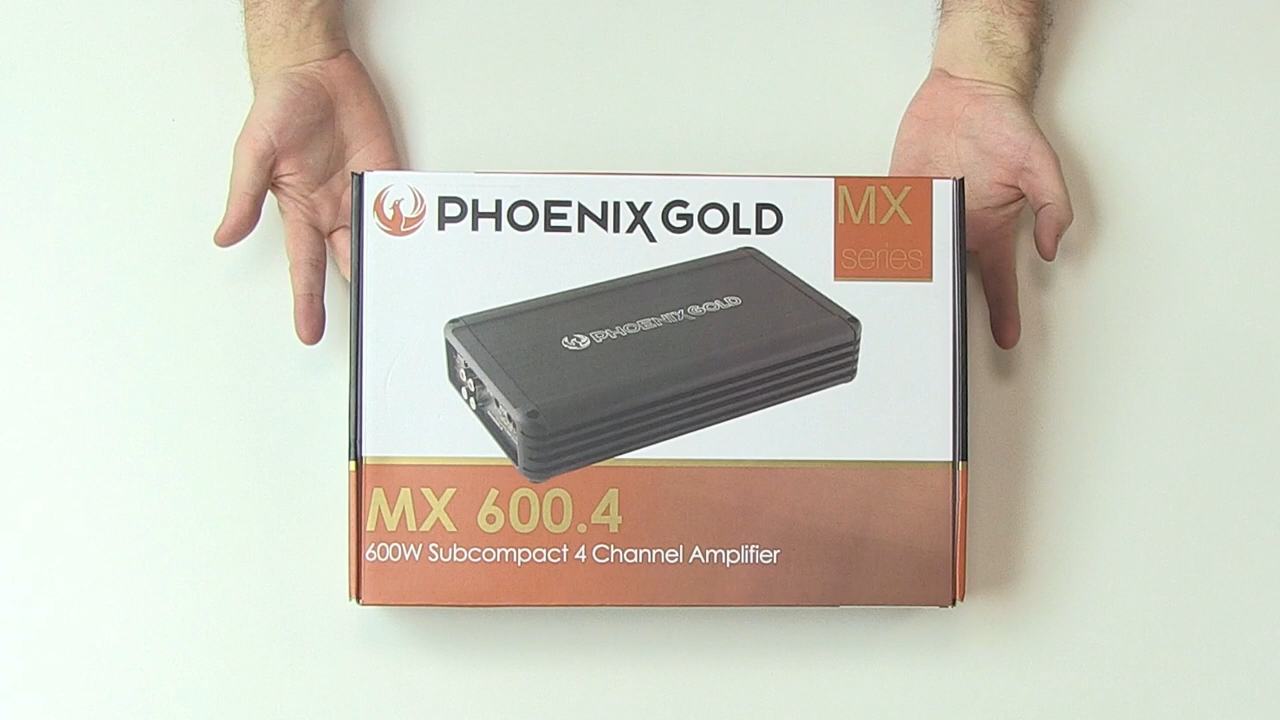 PHOENIX GOLD
MX
series
PHOENIX GOLD
MX 600.4
600W Subcompact 4 Channel Amplifier